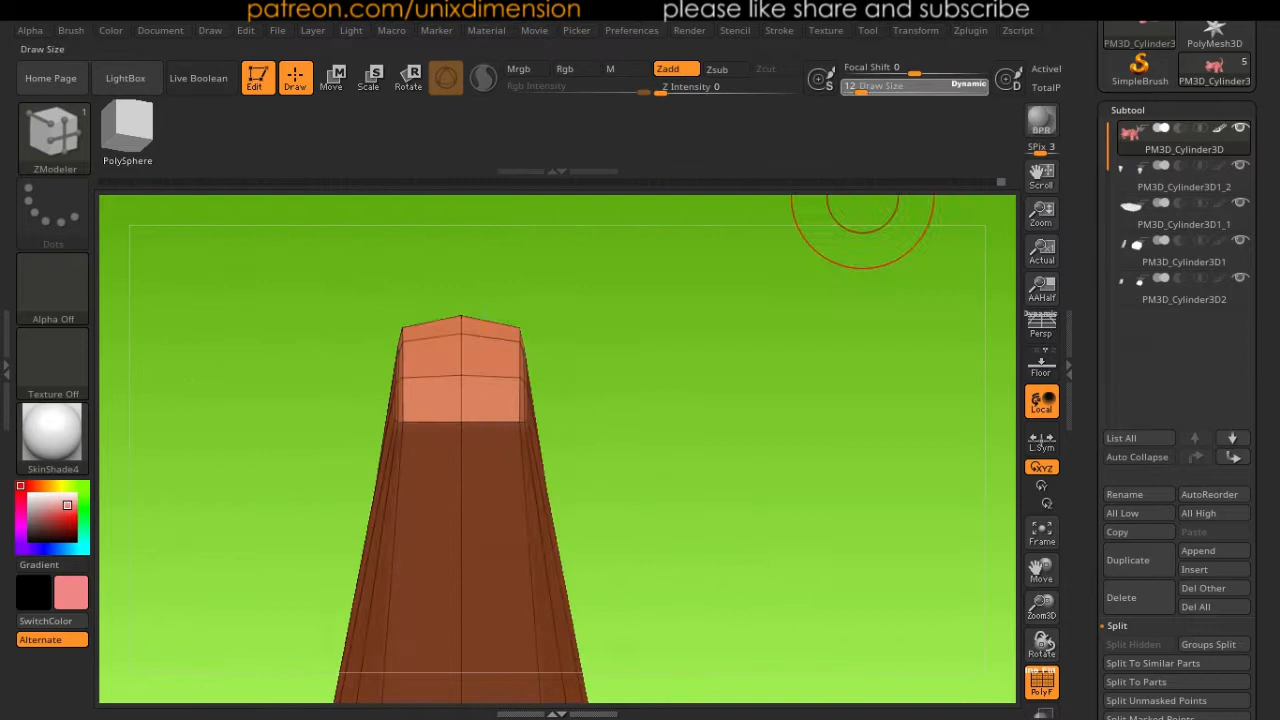 patreon.com/unixdimension please like share and subscribe
Alpha Brush Color Document Draw Edit File Layer Light Macro Marker Material Movie Picker Preferences Render Stencil Stroke Texture Tool Transform Zplugin Zscript
Draw Size
Home Page
LightBox
Live Boolean
Edit
Draw
Move
Scale
Rotate
Mrgb Rgb M
Rgb Intensity
Zadd Zsub Zcut
Z Intensity 0
Focal Shift 0
12 Draw Size Dynamic
S
D
ActiveI
TotalP
1
ZModeler
PolySphere
Dots
Alpha Off
Texture Off
SkinShade4
Gradient
SwitchColor
Alternate
BPR
SPix 3
Scroll
Zoom
Actual
AAHalf
Dynamic
Persp
Floor
Local
L.Sym
XYZ
Y
Z
Frame
Move
Zoom3D
Rotate
PolyF
PM3D_Cylinder3
PolyMesh3D
SimpleBrush
5
PM3D_Cylinder3
Subtool
PM3D_Cylinder3D
PM3D_Cylinder3D1_2
PM3D_Cylinder3D1_1
PM3D_Cylinder3D1
PM3D_Cylinder3D2
List All
Auto Collapse
Rename AutoReorder
All Low All High
Copy Paste
Duplicate
Append
Insert
Delete
Del Other
Del All
Split
Split Hidden Groups Split
Split To Similar Parts
Split To Parts
Split Unmasked Points
Split Masked Points